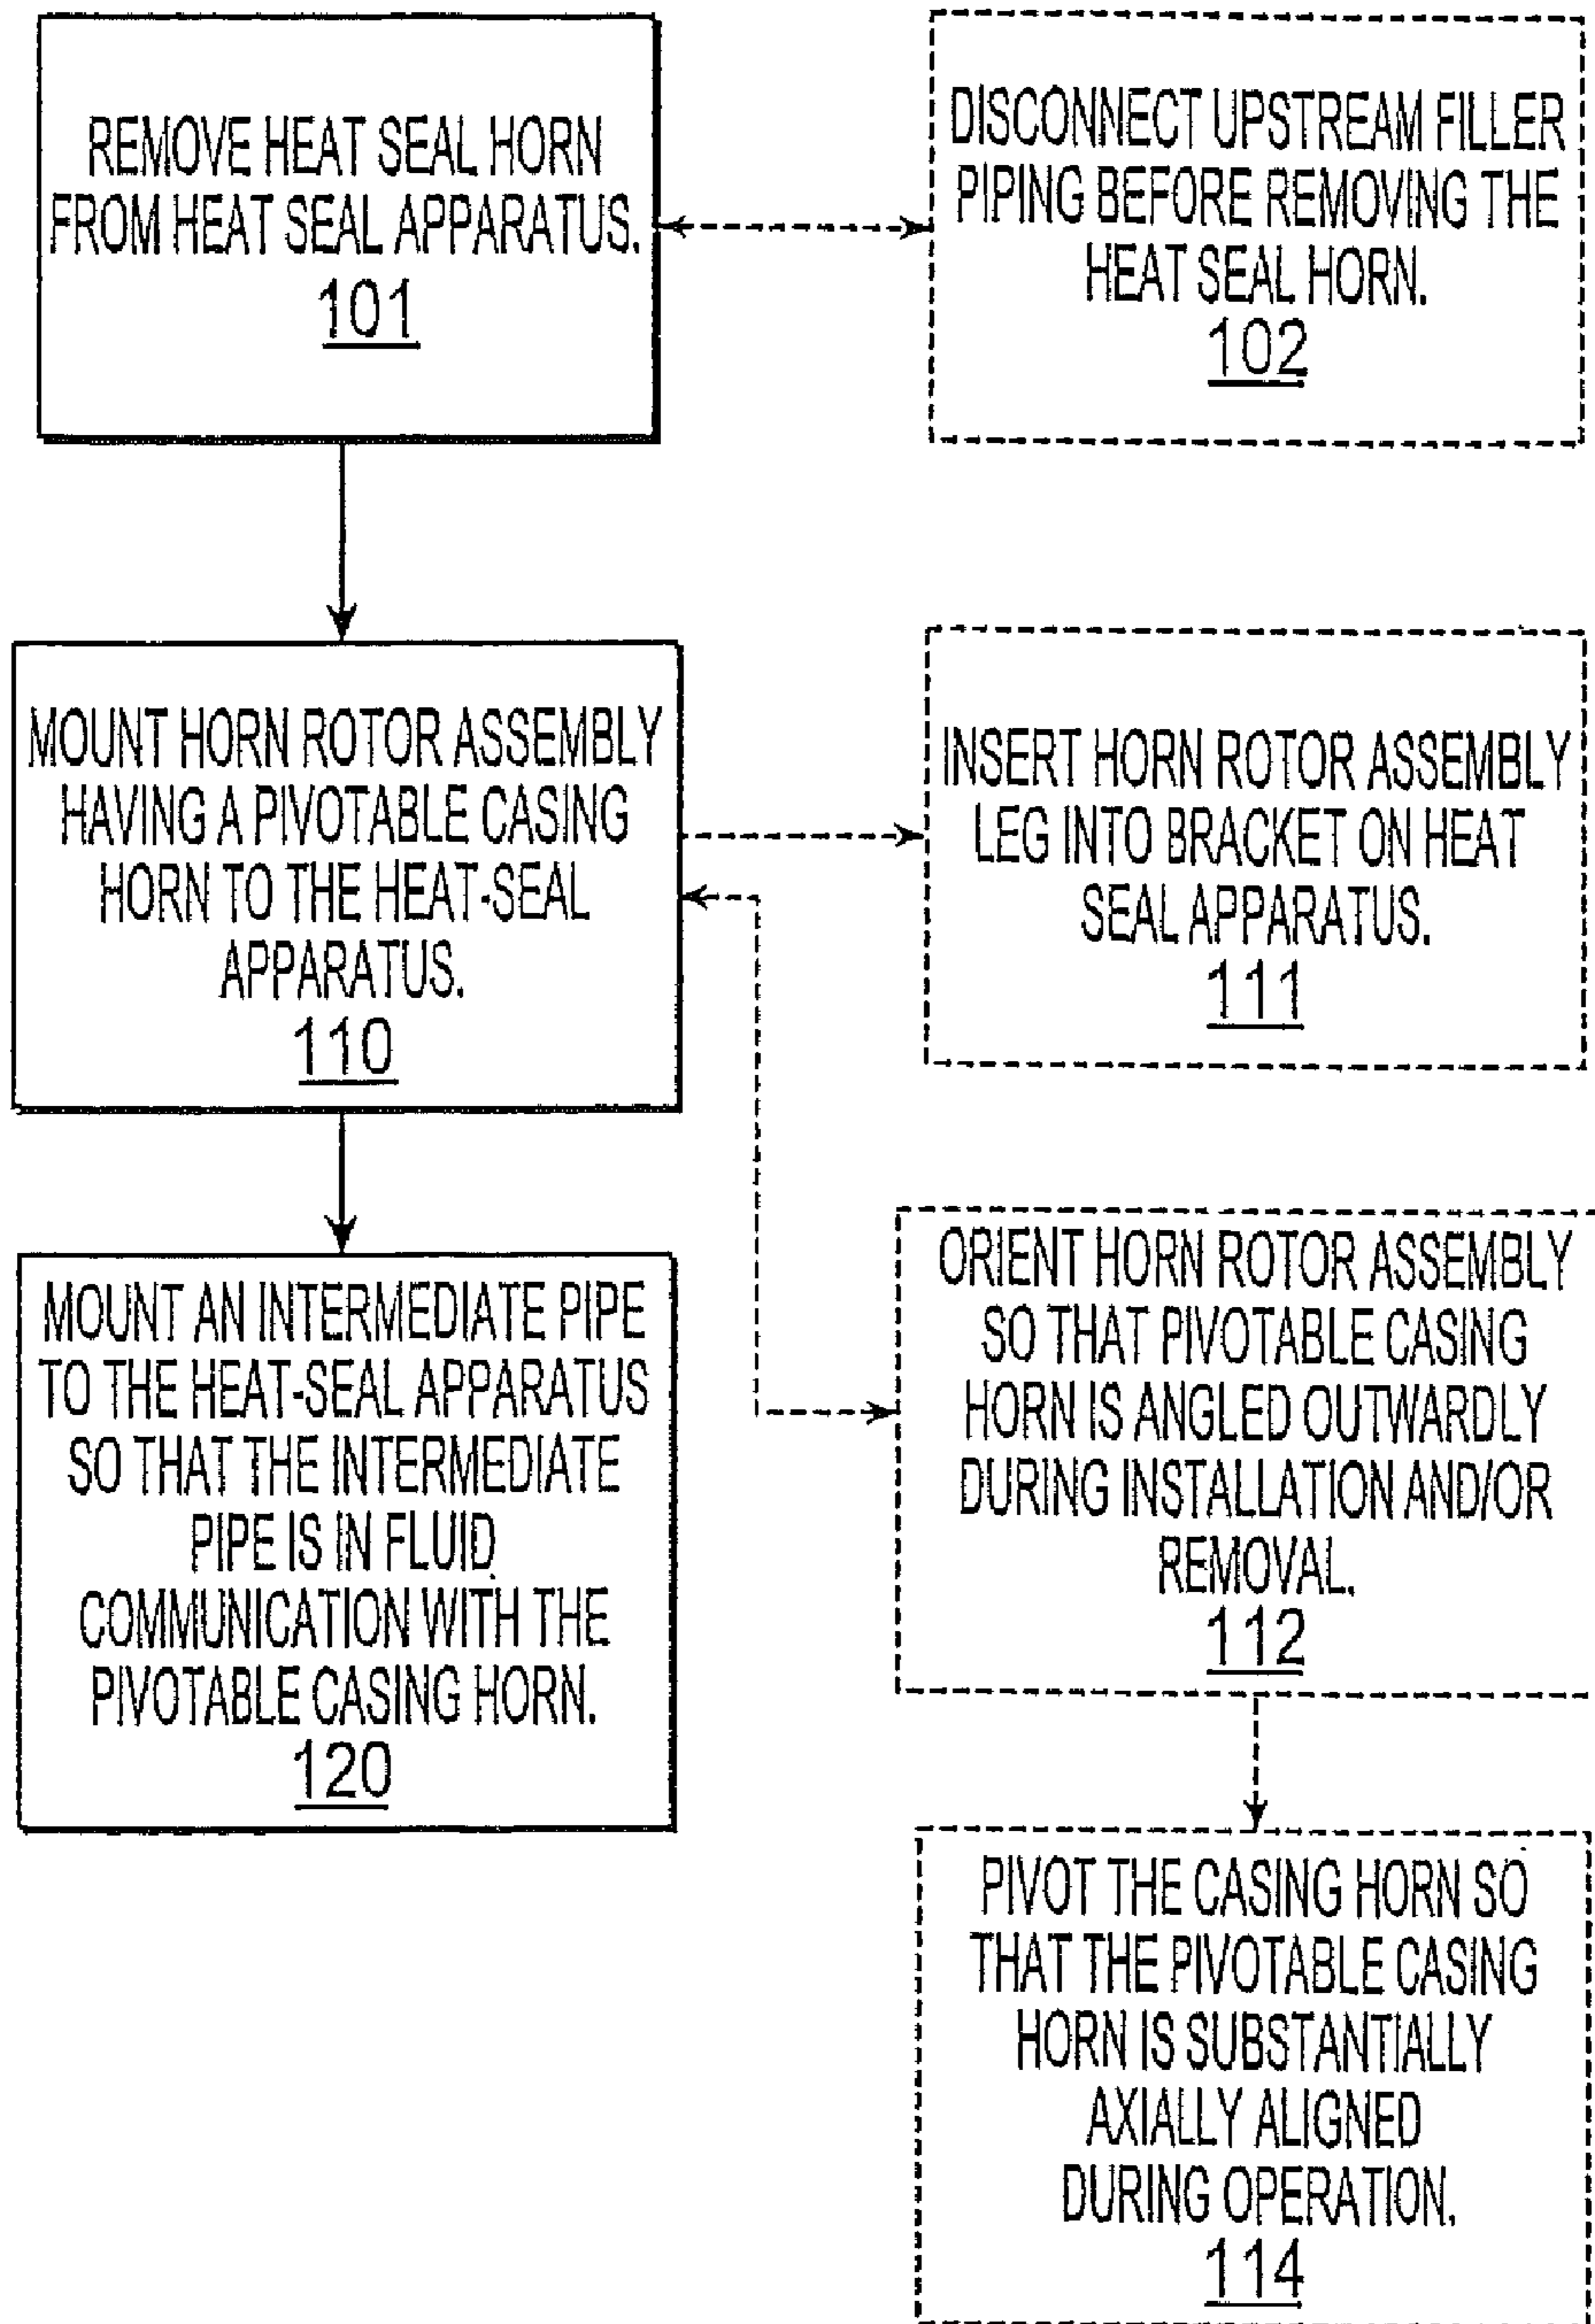 REMOVE HEAT SEAL HORN
FROM HEAT SEAL APPARATUS.
101
DISCONNECT UPSTREAM FILLER
PIPING BEFORE REMOVING THE
HEAT SEAL HORN.
102
MOUNT HORN ROTOR ASSEMBLY
HAVING A PIVOTABLE CASING
HORN TO THE HEAT-SEAL
APPARATUS.
110
INSERT HORN ROTOR ASSEMBLY
LEG INTO BRACKET ON HEAT
SEAL APPARATUS.
111
MOUNT AN INTERMEDIATE PIPE
TO THE HEAT-SEAL APPARATUS
SO THAT THE INTERMEDIATE
PIPE IS IN FLUID
COMMUNICATION WITH THE
PIVOTABLE CASING HORN.
120
ORIENT HORN ROTOR ASSEMBLY
SO THAT PIVOTABLE CASING
HORN IS ANGLED OUTWARDLY
DURING INSTALLATION AND/OR
REMOVAL.
112
PIVOT THE CASING HORN SO
THAT THE PIVOTABLE CASING
HORN IS SUBSTANTIALLY
AXIALLY ALIGNED
DURING OPERATION.
114